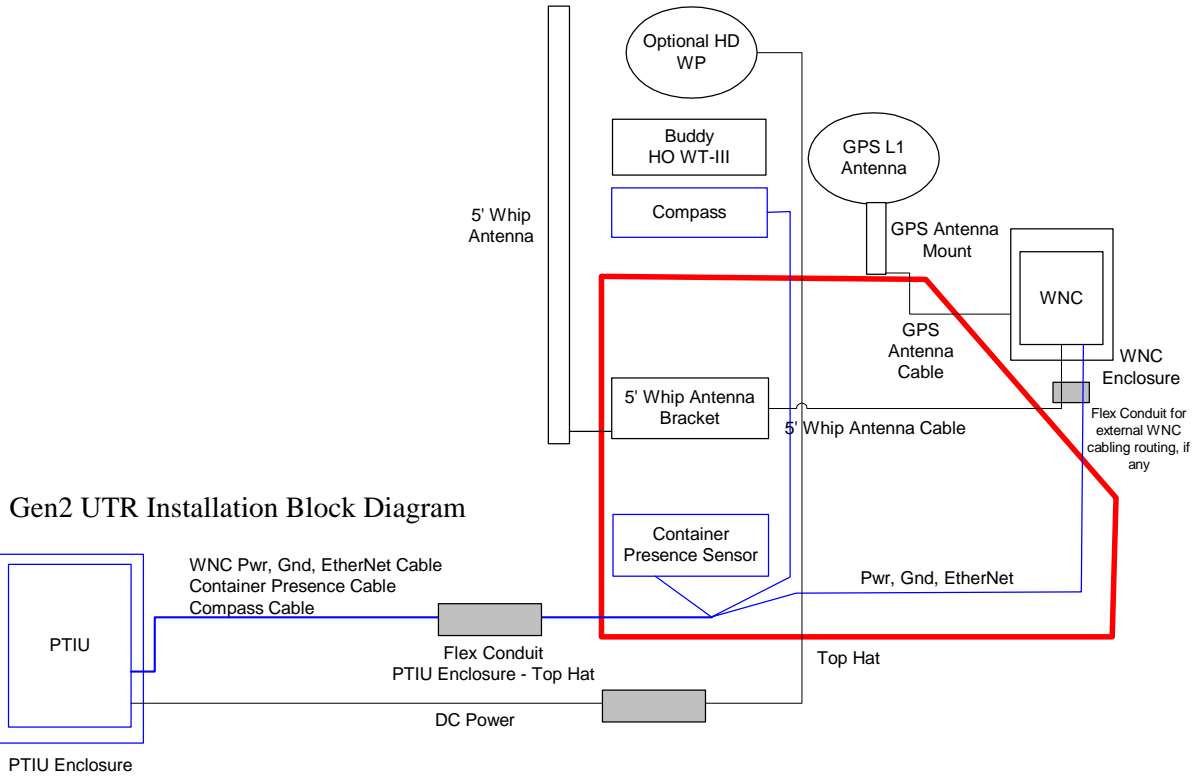 Optional HD
WP
Buddy
HO WT-III
GPS L1
Antenna
5' Whip
Antenna
Compass
GPS Antenna
Mount
WNC
GPS
Antenna
Cable
WNC
Enclosure
5' Whip Antenna
Bracket
5' Whip Antenna Cable
Flex Conduit for
external WNC
cabling routing, if
any
Gen2 UTR Installation Block Diagram
Container
Presence Sensor
WNC Pwr, Gnd, EtherNet Cable
Container Presence Cable
Compass Cable
Pwr, Gnd, EtherNet
PTIU
Flex Conduit
PTIU Enclosure - Top Hat
Top Hat
DC Power
PTIU Enclosure